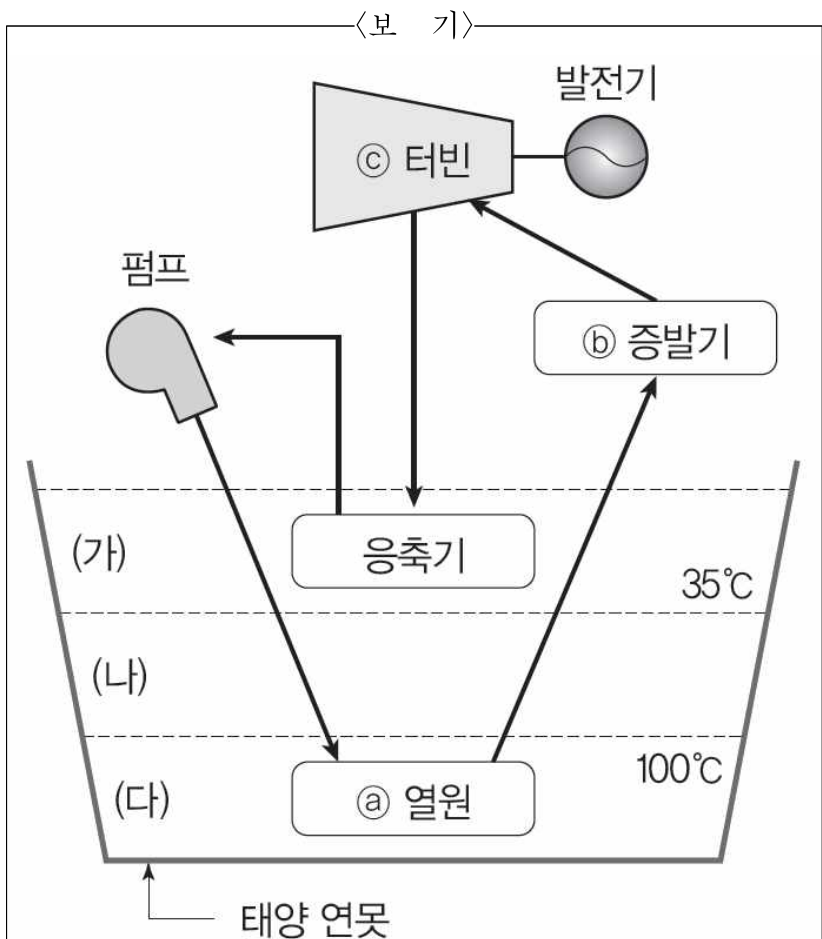 〈보 기〉
발전기
ⓒ 터빈
펌프
ⓑ 증발기
(가)
응축기
35℃
(나)
100℃
(다)
ⓐ 열원
태양 연못